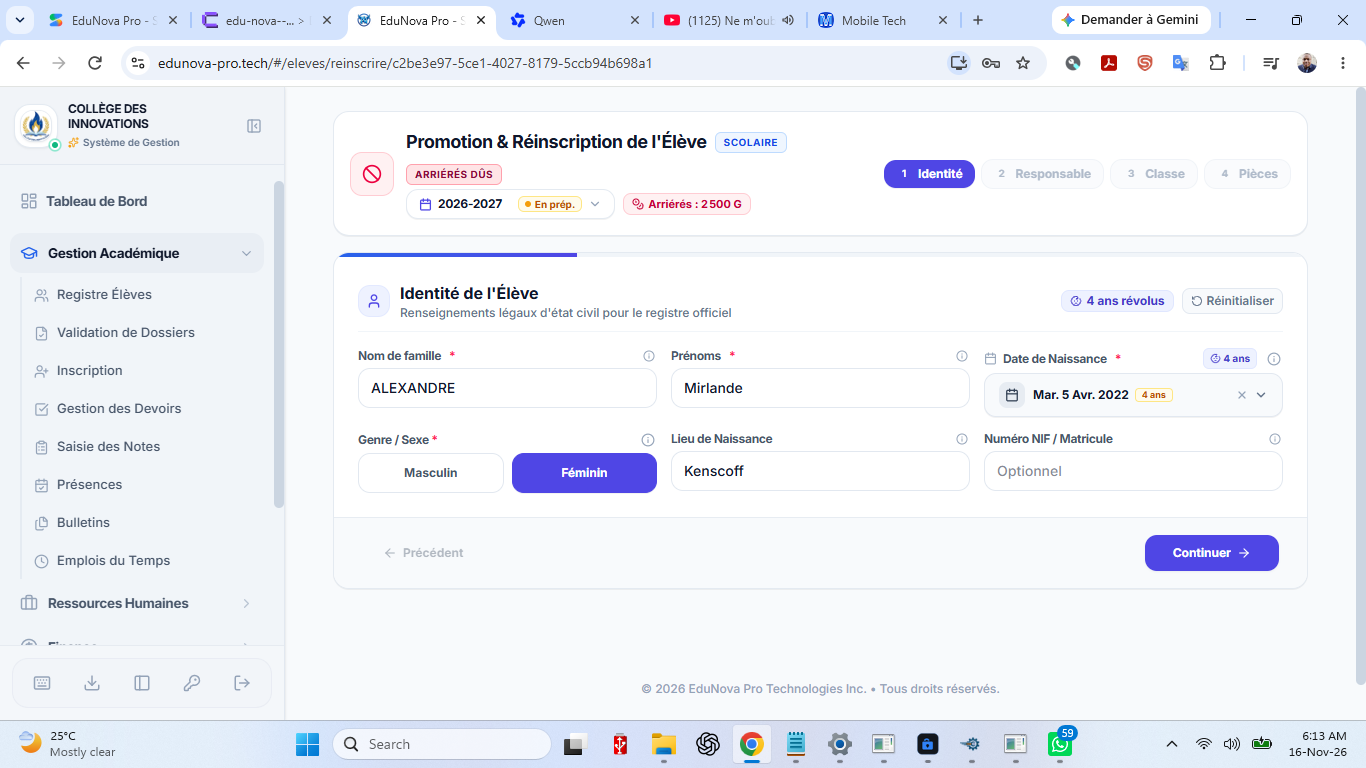 EduNova Pro - S
edu-nova--... >
EduNova Pro - S
Qwen
(1125) Ne m'oub
Mobile Tech
Demander à Gemini
edunova-pro.tech/#/eleves/reinscrire/c2be3e97-5ce1-4027-8179-5ccb94b698a1
COLLÈGE DES
INNOVATIONS
Système de Gestion
Tableau de Bord
Gestion Académique
Registre Élèves
Validation de Dossiers
Inscription
Gestion des Devoirs
Saisie des Notes
Présences
Bulletins
Emplois du Temps
Ressources Humaines
Promotion & Réinscription de l'Élève SCOLAIRE
ARRIÉRÉS DÛS
2026-2027 En prép. Arriérés : 2 500 G
1 Identité 2 Responsable 3 Classe 4 Pièces
Identité de l'Élève
Renseignements légaux d'état civil pour le registre officiel
4 ans révolus Réinitialiser
Nom de famille * Prénoms * Date de Naissance * 4 ans
ALEXANDRE Mirlande Mar. 5 Avr. 2022 4 ans
Genre / Sexe * Lieu de Naissance Numéro NIF / Matricule
Masculin Féminin Kenscoff Optionnel
Précédent Continuer
© 2026 EduNova Pro Technologies Inc. • Tous droits réservés.
25°C
Mostly clear
Search
59
6:13 AM
16-Nov-26